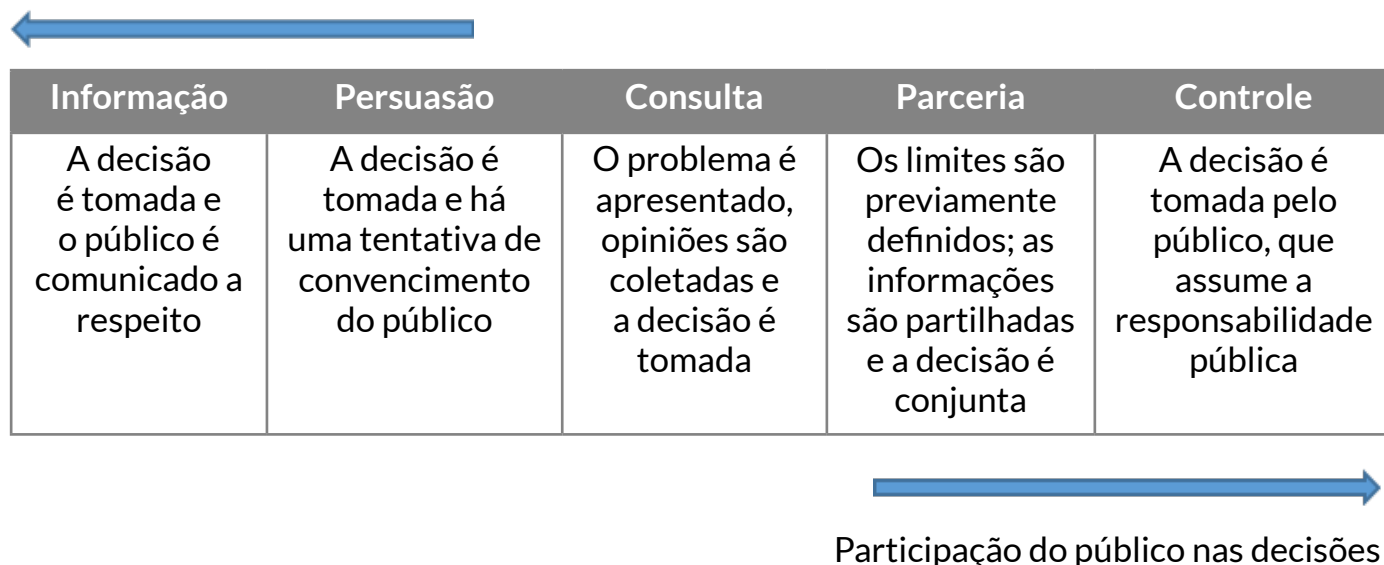 Informação
A decisão
é tomada e
o público é
comunicado a
respeito
Persuasão
A decisão é
tomada e há
uma tentativa de
convencimento
do público
Consulta
O problema é
apresentado,
opiniões são
coletadas e
a decisão é
tomada
Parceria
Os limites são
previamente
definidos; as
informações
são partilhadas
e a decisão é
conjunta
Controle
A decisão é
tomada pelo
público, que
assume a
responsabilidade
pública
Participação do público nas decisões